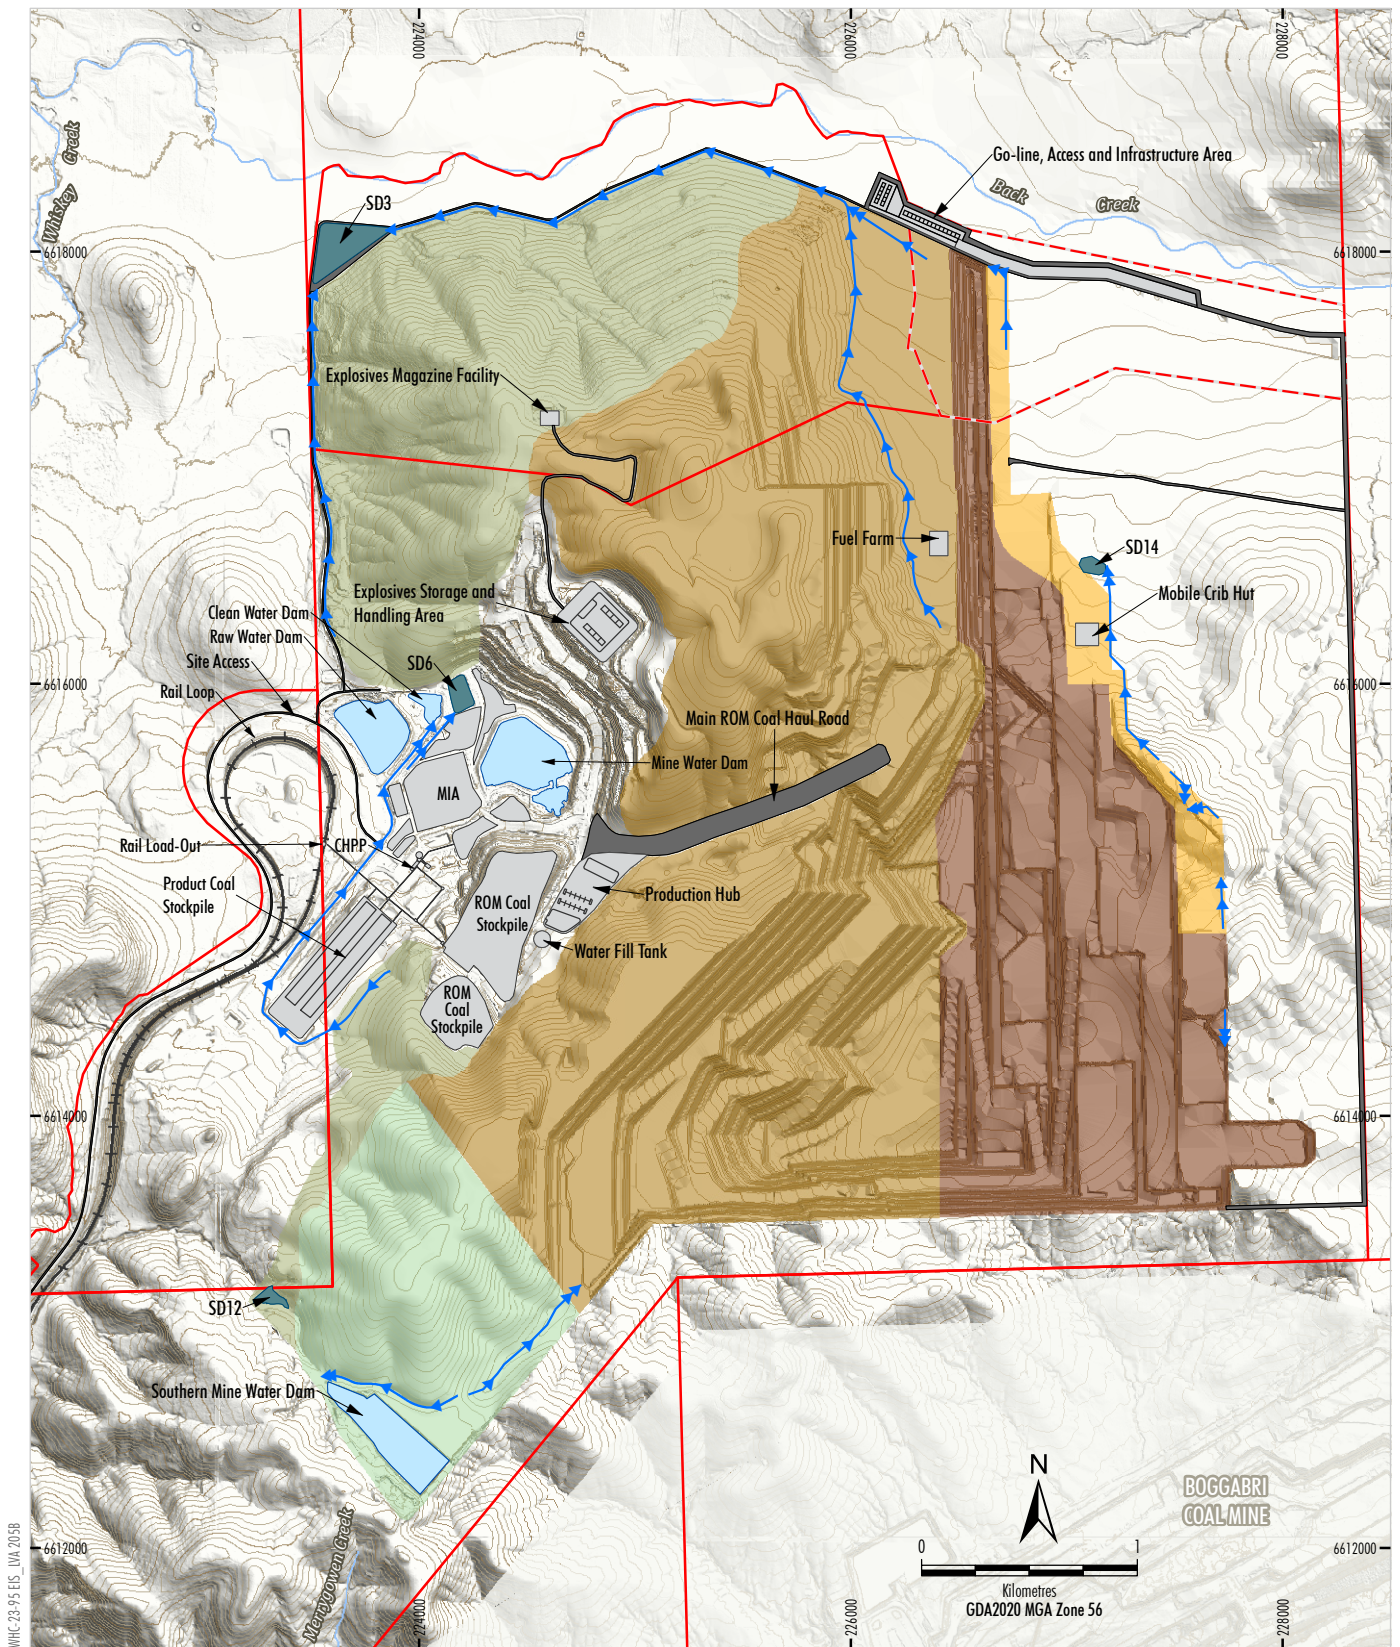 224000
226000
228000
Whiskey
Creek
Go-line, Access and Infrastructure Area
Back
Creek
SD3
6618000
6618000
Explosives Magazine Facility
Fuel Farm
SD14
Explosives Storage and
Handling Area
Mobile Crib Hut
Clean Water Dam
Raw Water Dam
Site Access
SD6
Rail Loop
6616000
6616000
Main ROM Coal Haul Road
Mine Water Dam
MIA
Rail Load-Out
CHPP
Product Coal
Stockpile
ROM Coal
Stockpile
Production Hub
Water Fill Tank
ROM
Coal
Stockpile
6614000
6614000
SD12
Southern Mine Water Dam
Merrygowen Creek
N
BOGGABRI
COAL MINE
0
1
Kilometres
GDA2020 MGA Zone 56
6612000
6612000
224000
226000
228000
WHC-23-95 EIS_LVA 205B